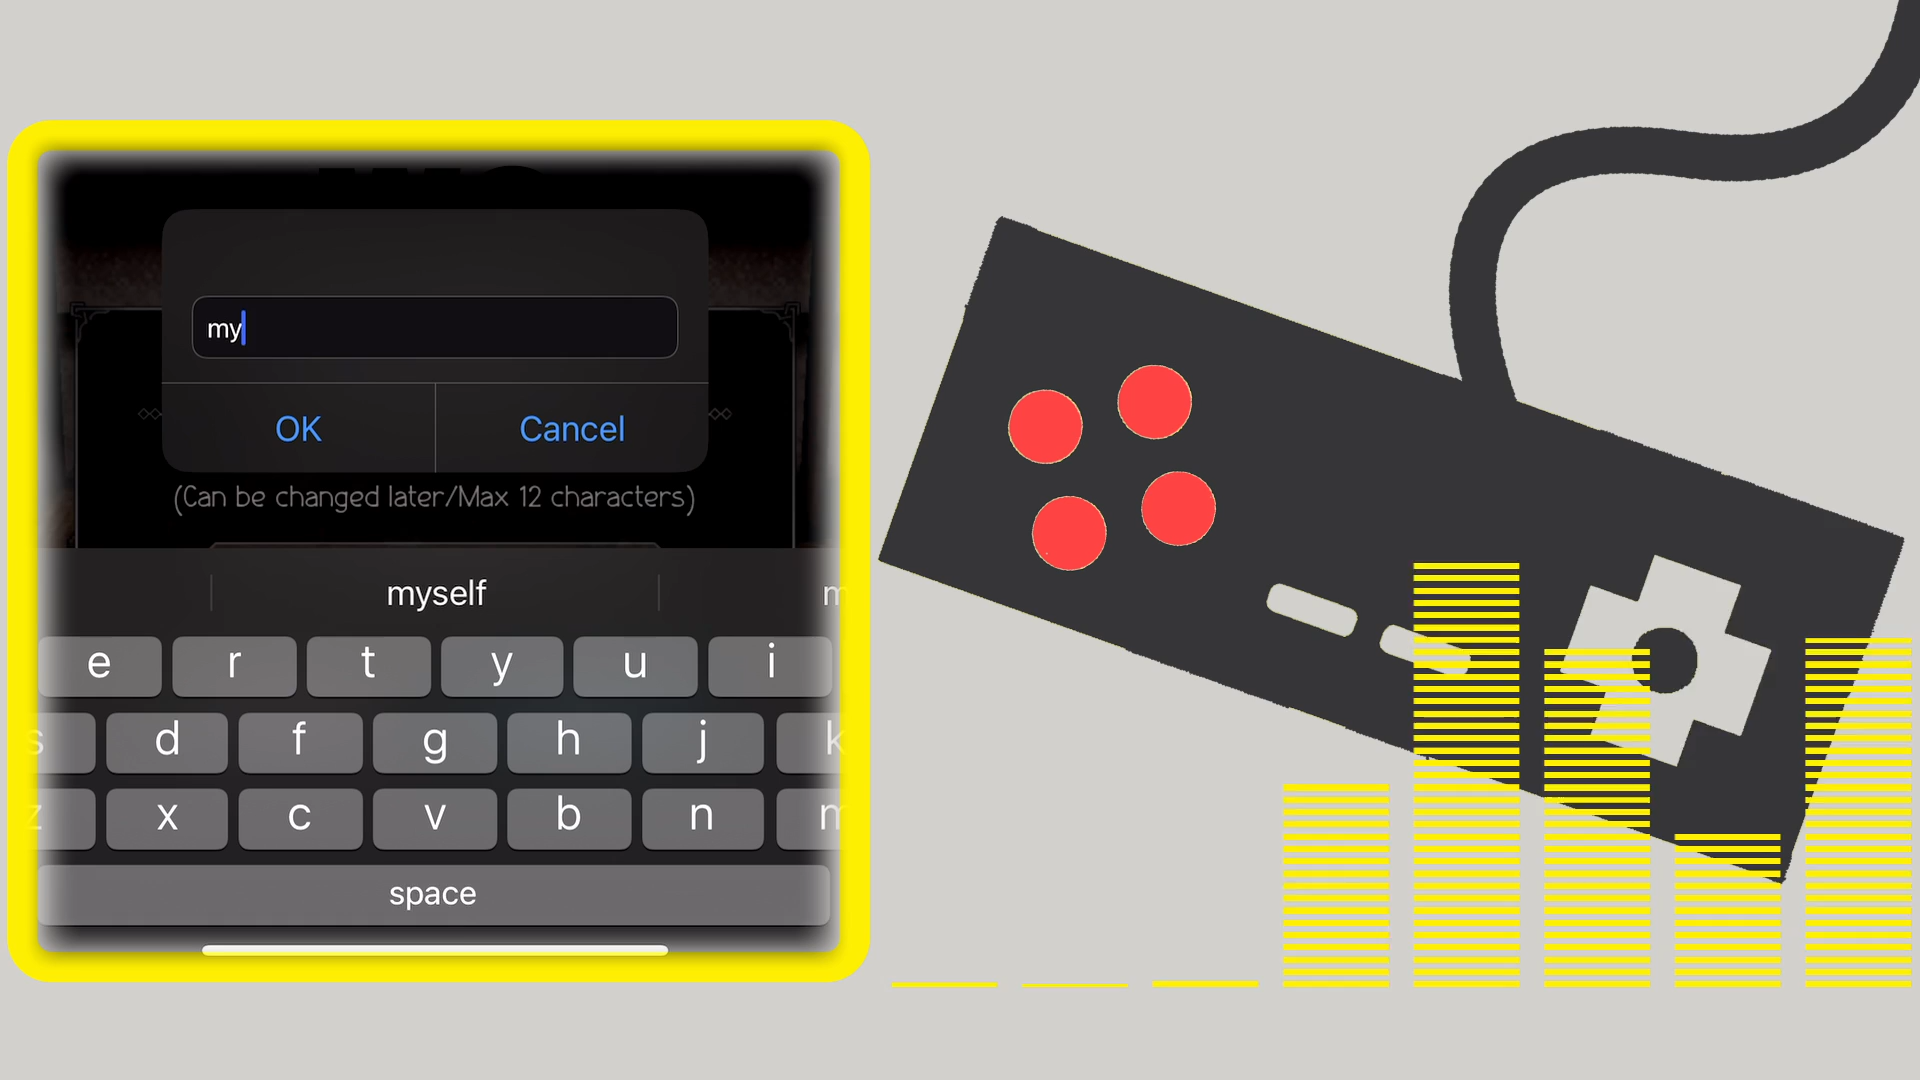 my
OK Cancel
(Can be changed later/Max 12 characters)
myself
e r t y u i
s d f g h j k
z x c v b n m
space